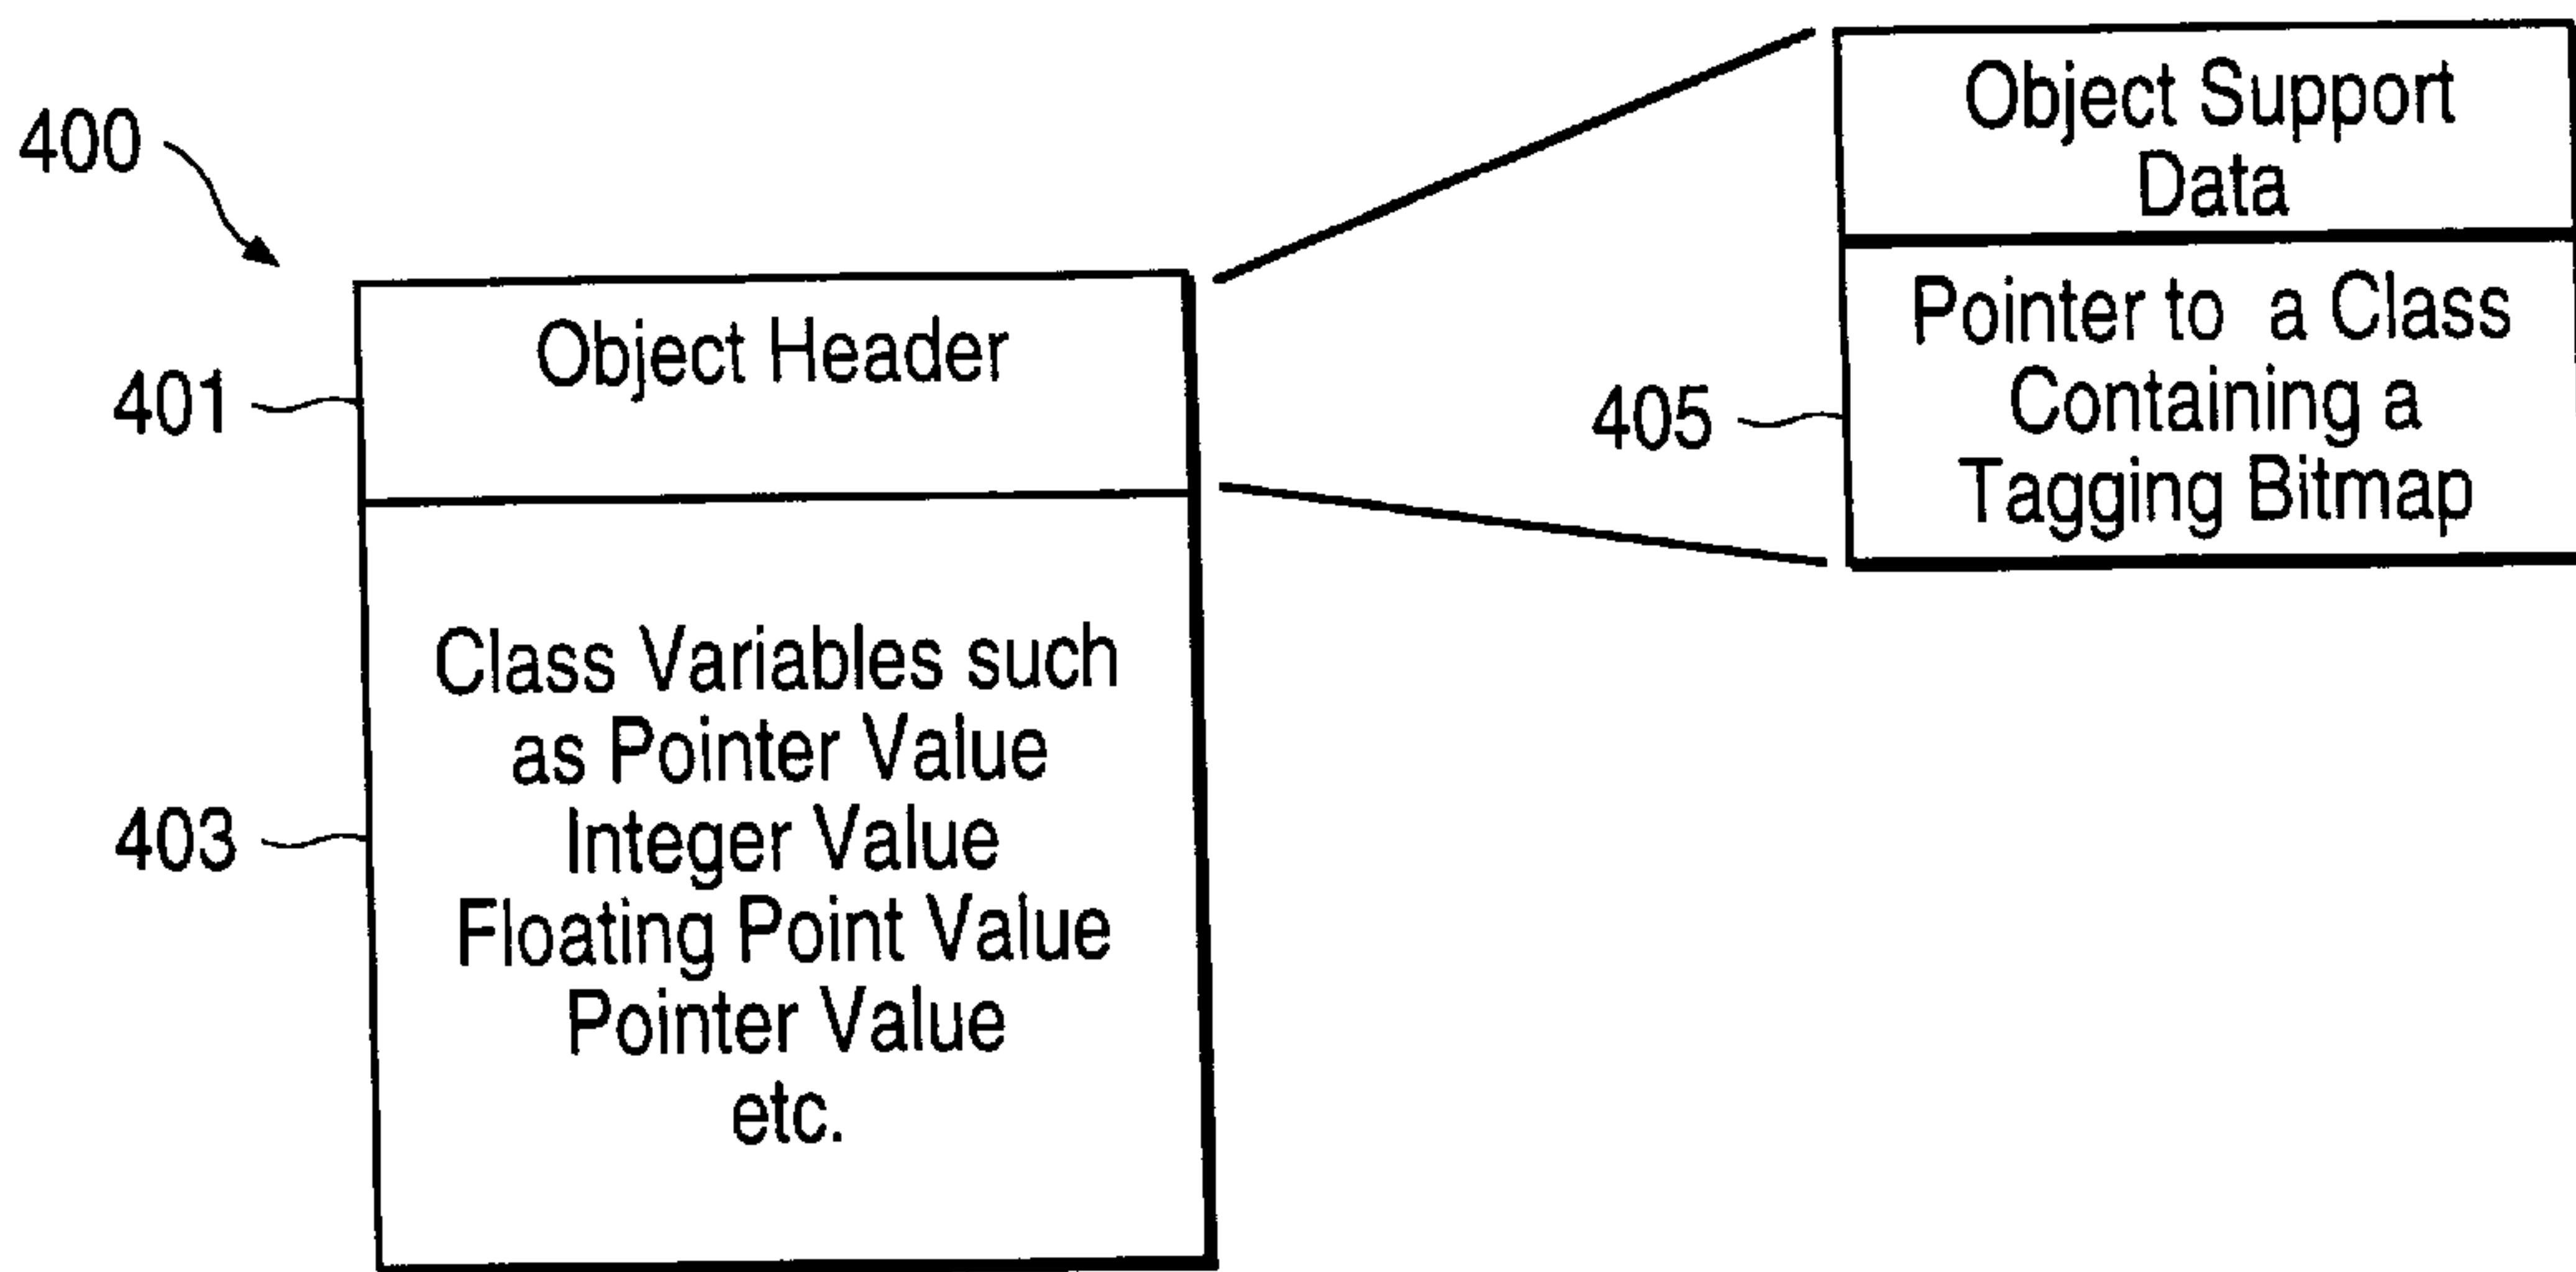 400
401
Object Header
403
Class Variables such
as Pointer Value
Integer Value
Floating Point Value
Pointer Value
etc.
Object Support
Data
405
Pointer to a Class
Containing a
Tagging Bitmap